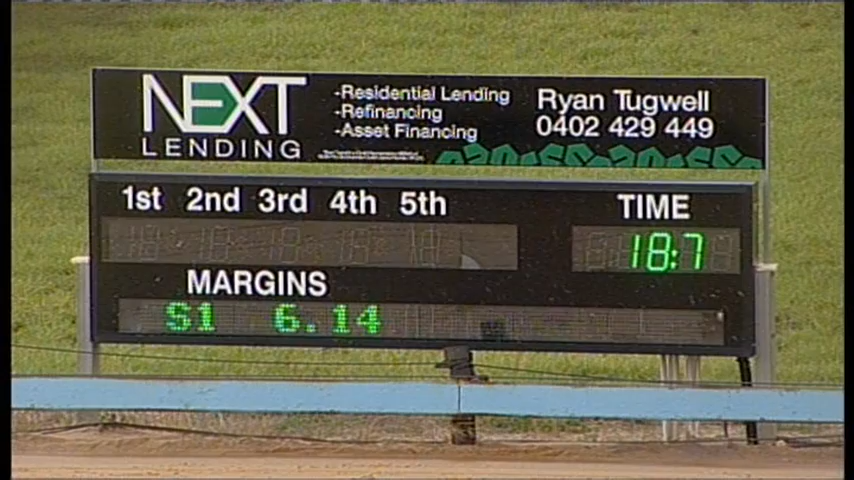 NEXT
LENDING
-Residential Lending
-Refinancing
-Asset Financing
Ryan Tugwell
0402 429 449
1st 2nd 3rd 4th 5th
TIME
18:7
MARGINS
S1 6.14